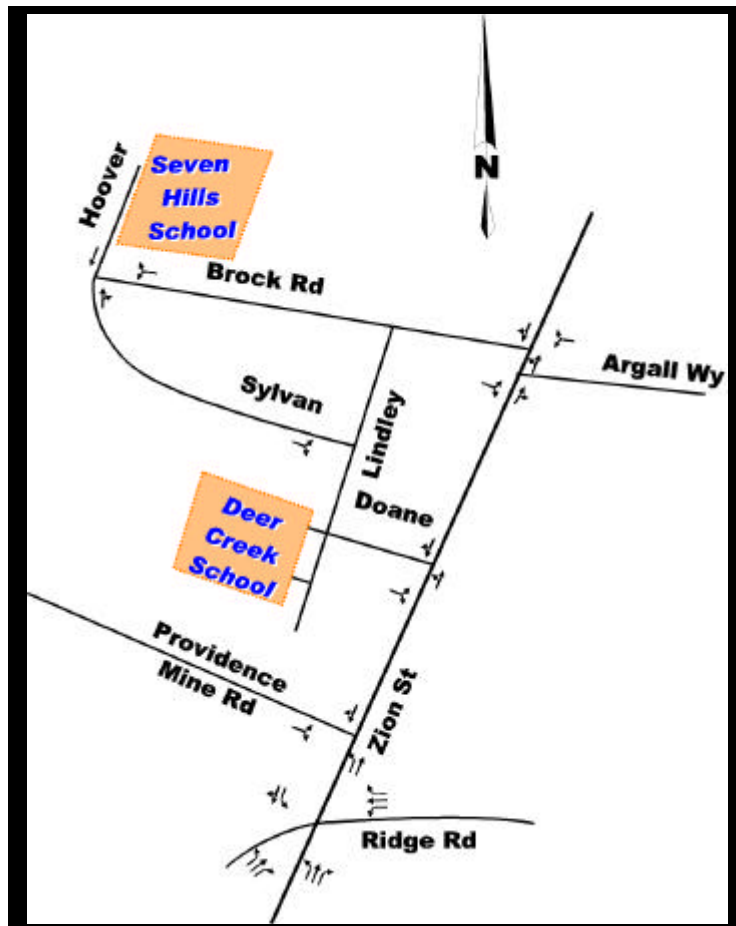 N
Hoover
Seven
Hills
School
Brock Rd
Argall Wy
Sylvan
Lindley
Doane
Deer
Creek
School
Providence
Mine Rd
Zion St
Ridge Rd